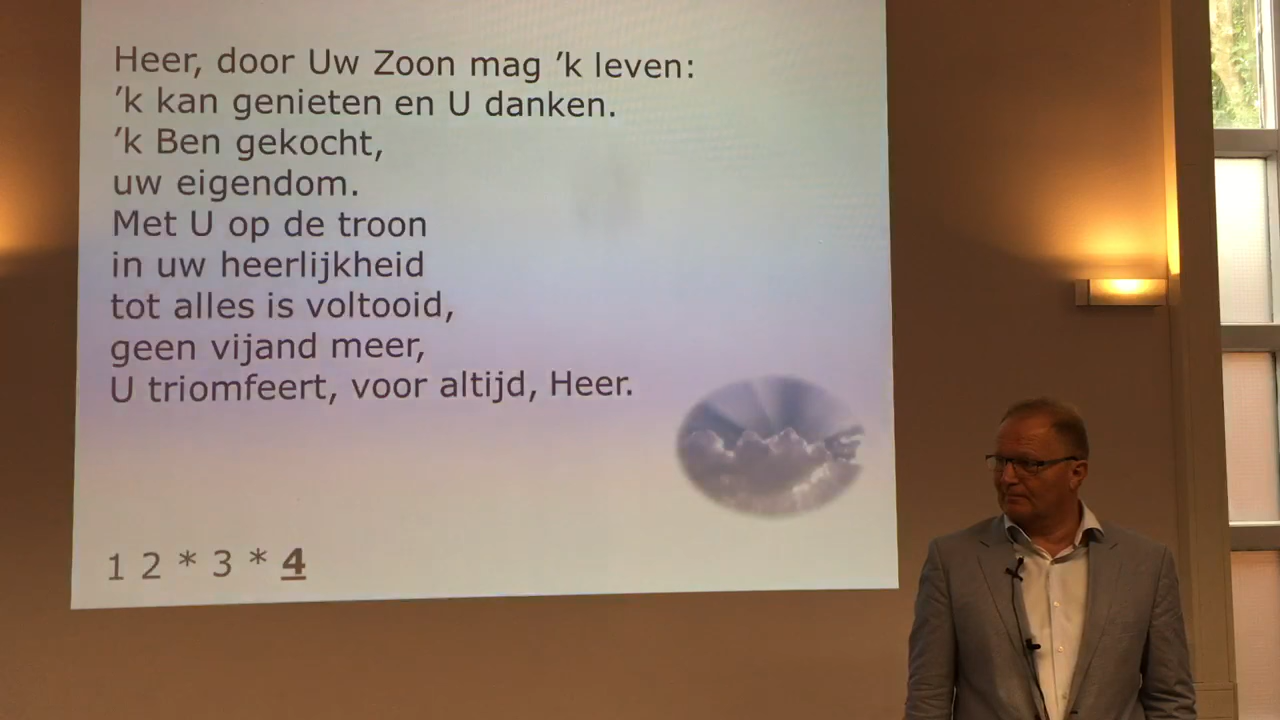 Heer, door Uw Zoon mag ’k leven:
’k kan genieten en U danken.
’k Ben gekocht,
uw eigendom.
Met U op de troon
in uw heerlijkheid
tot alles is voltooid,
geen vijand meer,
U triomfeert, voor altijd, Heer.
1 2 * 3 * 4